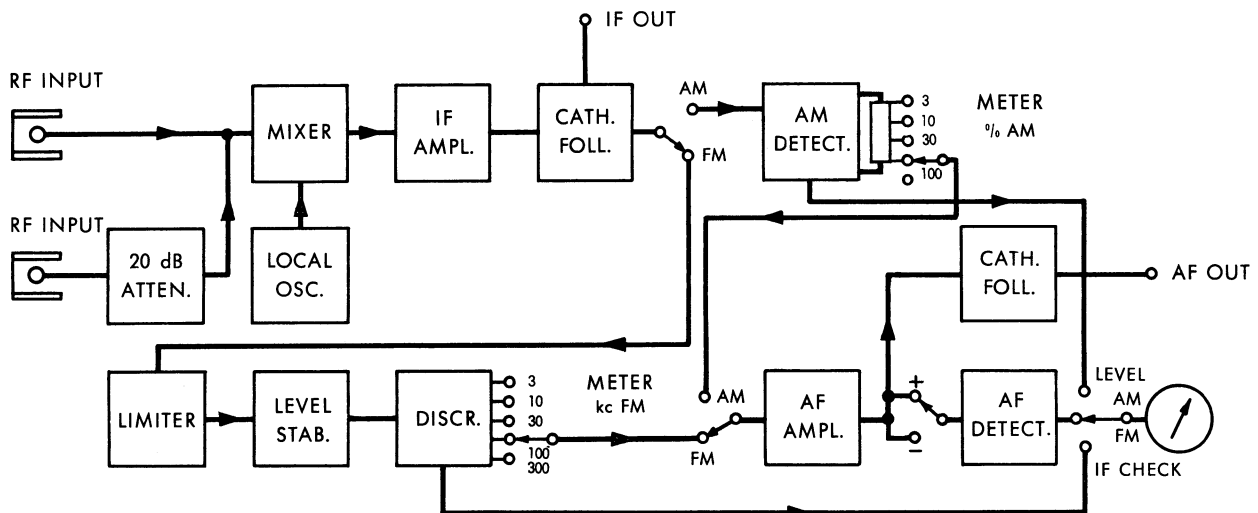 IF OUT
RF INPUT
MIXER
IF
AMPL.
CATH.
FOLL.
AM
FM
AM
DETECT.
3
10
30
100
METER
% AM
RF INPUT
20 dB
ATTEN.
LOCAL
OSC.
CATH.
FOLL.
AF OUT
LIMITER
LEVEL
STAB.
DISCR.
3
10
30
100
300
METER
kc FM
AM
FM
AF
AMPL.
+
−
AF
DETECT.
LEVEL
AM
FM
IF CHECK